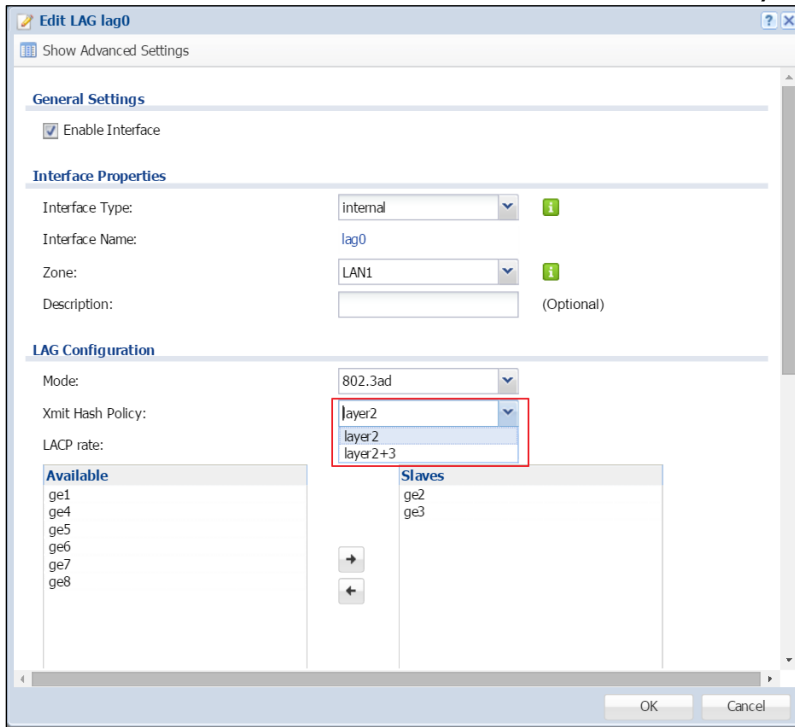 Edit LAG lag0
Show Advanced Settings
General Settings
Enable Interface
Interface Properties
Interface Type: internal
Interface Name: lag0
Zone: LAN1
Description: (Optional)
LAG Configuration
Mode: 802.3ad
Xmit Hash Policy: layer2
layer2
LACP rate: layer2+3
Available Slaves
ge1 ge2
ge4 ge3
ge5
ge6
ge7
ge8
OK Cancel